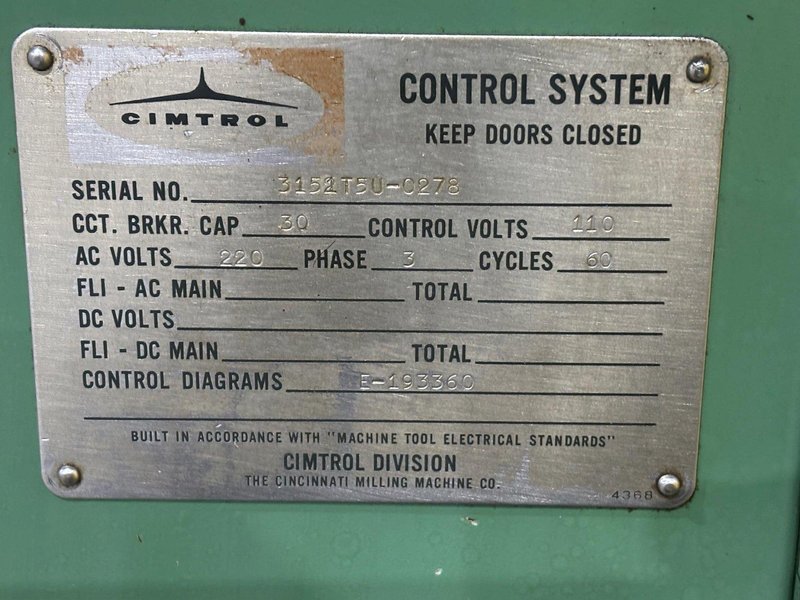 CIMTROL
CONTROL SYSTEM
KEEP DOORS CLOSED
SERIAL NO. 3151T5U-0278
CCT. BRKR. CAP 30 CONTROL VOLTS 110
AC VOLTS 220 PHASE 3 CYCLES 60
FLI - AC MAIN TOTAL
DC VOLTS
FLI - DC MAIN TOTAL
CONTROL DIAGRAMS E-193360
BUILT IN ACCORDANCE WITH "MACHINE TOOL ELECTRICAL STANDARDS"
CIMTROL DIVISION
THE CINCINNATI MILLING MACHINE CO.
4368